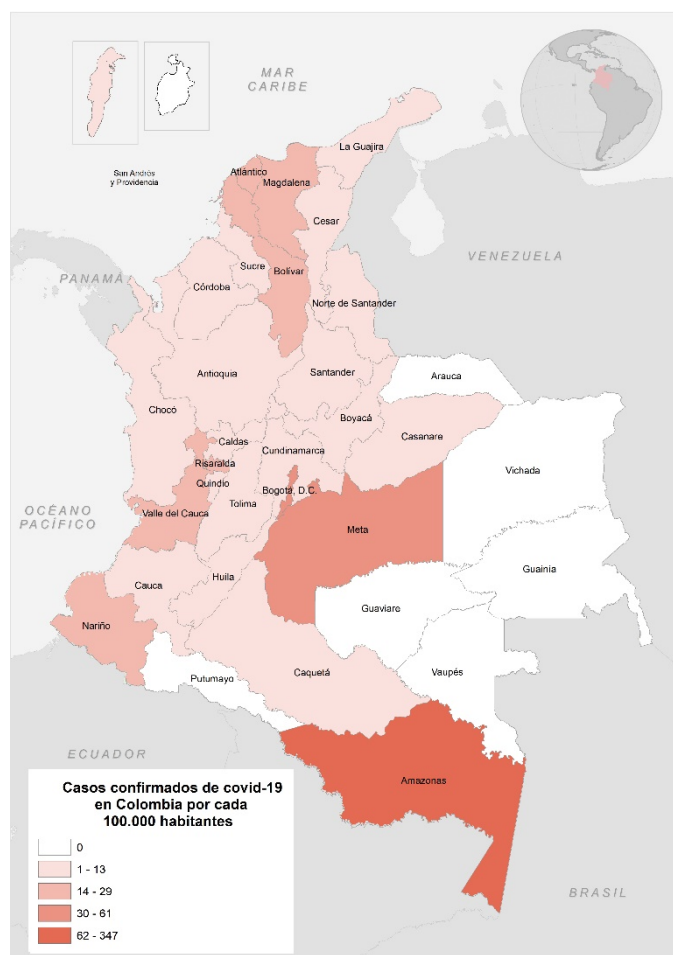 MAR
CARIBE
La Guajira
San Andrés
y Providencia
Atlántico
Magdalena
Cesar
VENEZUELA
PANAMÁ
Sucre
Bolívar
Córdoba
Norte de Santander
Antioquia
Santander
Arauca
Chocó
Boyacá
Casanare
Caldas
Cundinamarca
Vichada
Risaralda
Quindío
Bogotá, D.C.
Tolima
OCÉANO
PACÍFICO
Valle del Cauca
Meta
Guainía
Huila
Cauca
Guaviare
Nariño
Caquetá
Vaupés
Putumayo
ECUADOR
Amazonas
Casos confirmados de covid-19
en Colombia por cada
100.000 habitantes
0
1 - 13
14 - 29
30 - 61
62 - 347
BRASIL